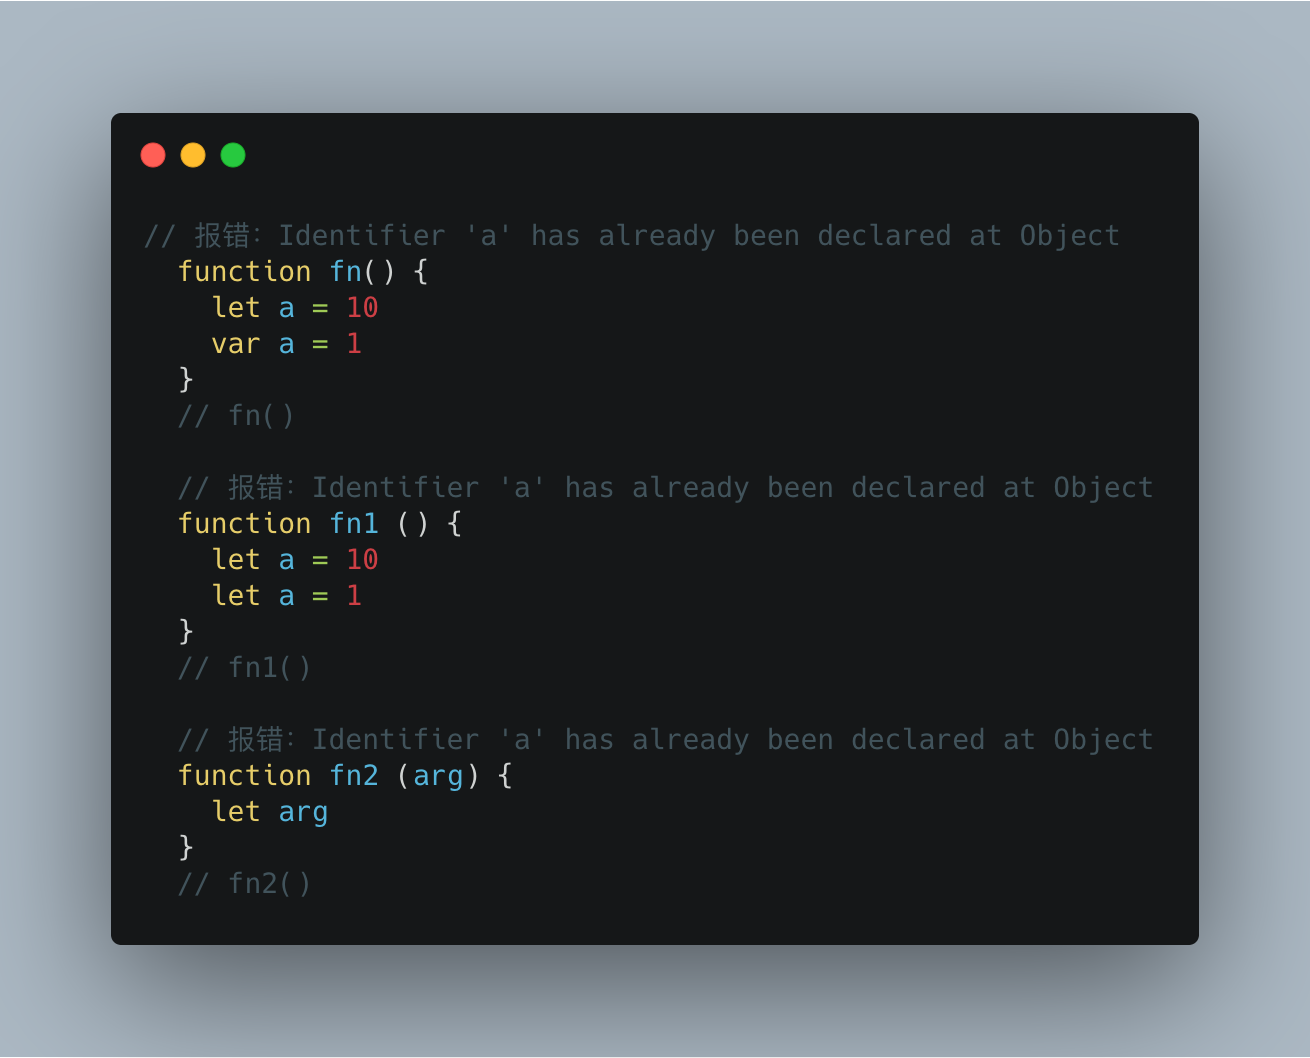 // 报错：Identifier 'a' has already been declared at Object
function fn() {
let a = 10
var a = 1
}
// fn()
// 报错：Identifier 'a' has already been declared at Object
function fn1 () {
let a = 10
let a = 1
}
// fn1()
// 报错：Identifier 'a' has already been declared at Object
function fn2 (arg) {
let arg
}
// fn2()